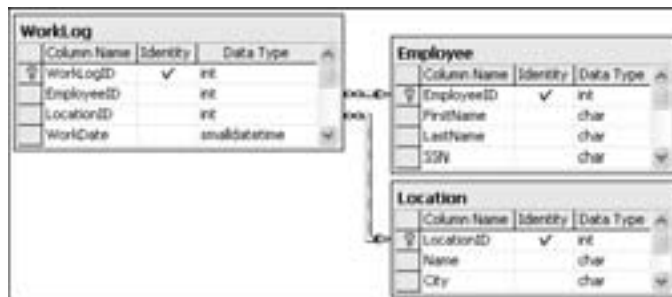 WorkLog
Column Name Identity Data Type
WorkLogID int
EmployeeID int
LocationID int
WorkDate smalldatetime
Employee
Column Name Identity Data Type
EmployeeID int
FirstName char
LastName char
SSN char
Location
Column Name Identity Data Type
LocationID int
Name char
City char